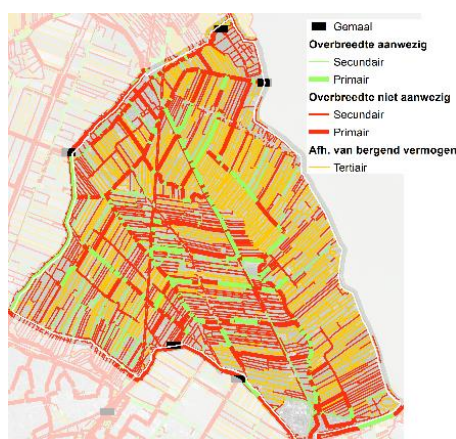 Gemaal
Overbreedte aanwezig
Secundair
Primair
Overbreedte niet aanwezig
Secundair
Primair
Afh. van bergend vermogen
Tertiair